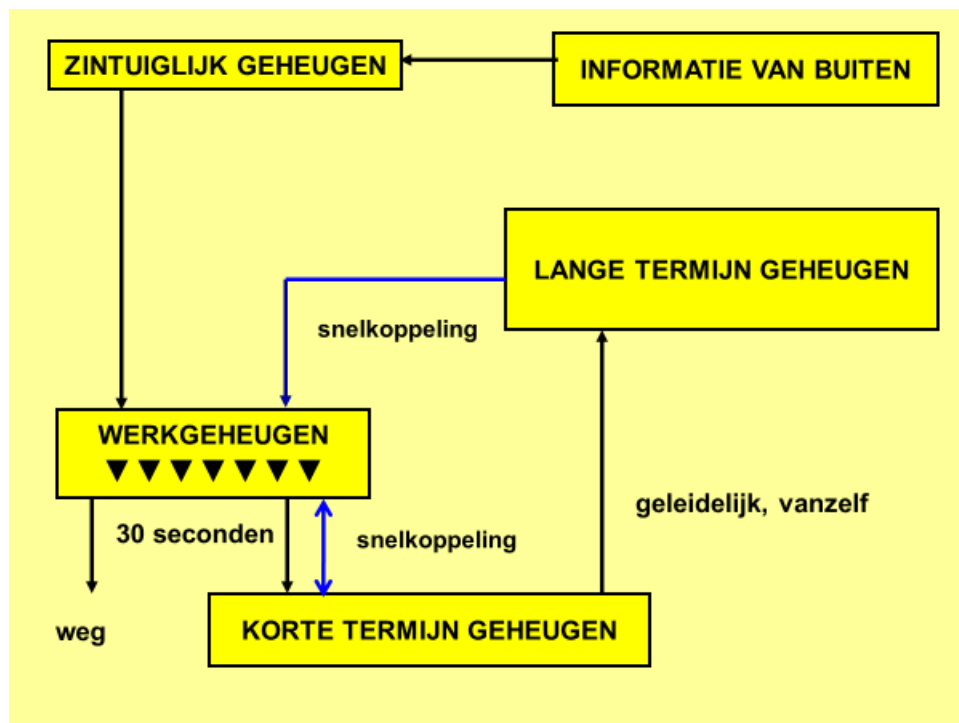 ZINTUIGLIJK GEHEUGEN
INFORMATIE VAN BUITEN
LANGE TERMIJN GEHEUGEN
snelkoppeling
WERKGEHEUGEN
▼ ▼ ▼ ▼ ▼ ▼ ▼
geleidelijk, vanzelf
30 seconden
snelkoppeling
weg
KORTE TERMIJN GEHEUGEN